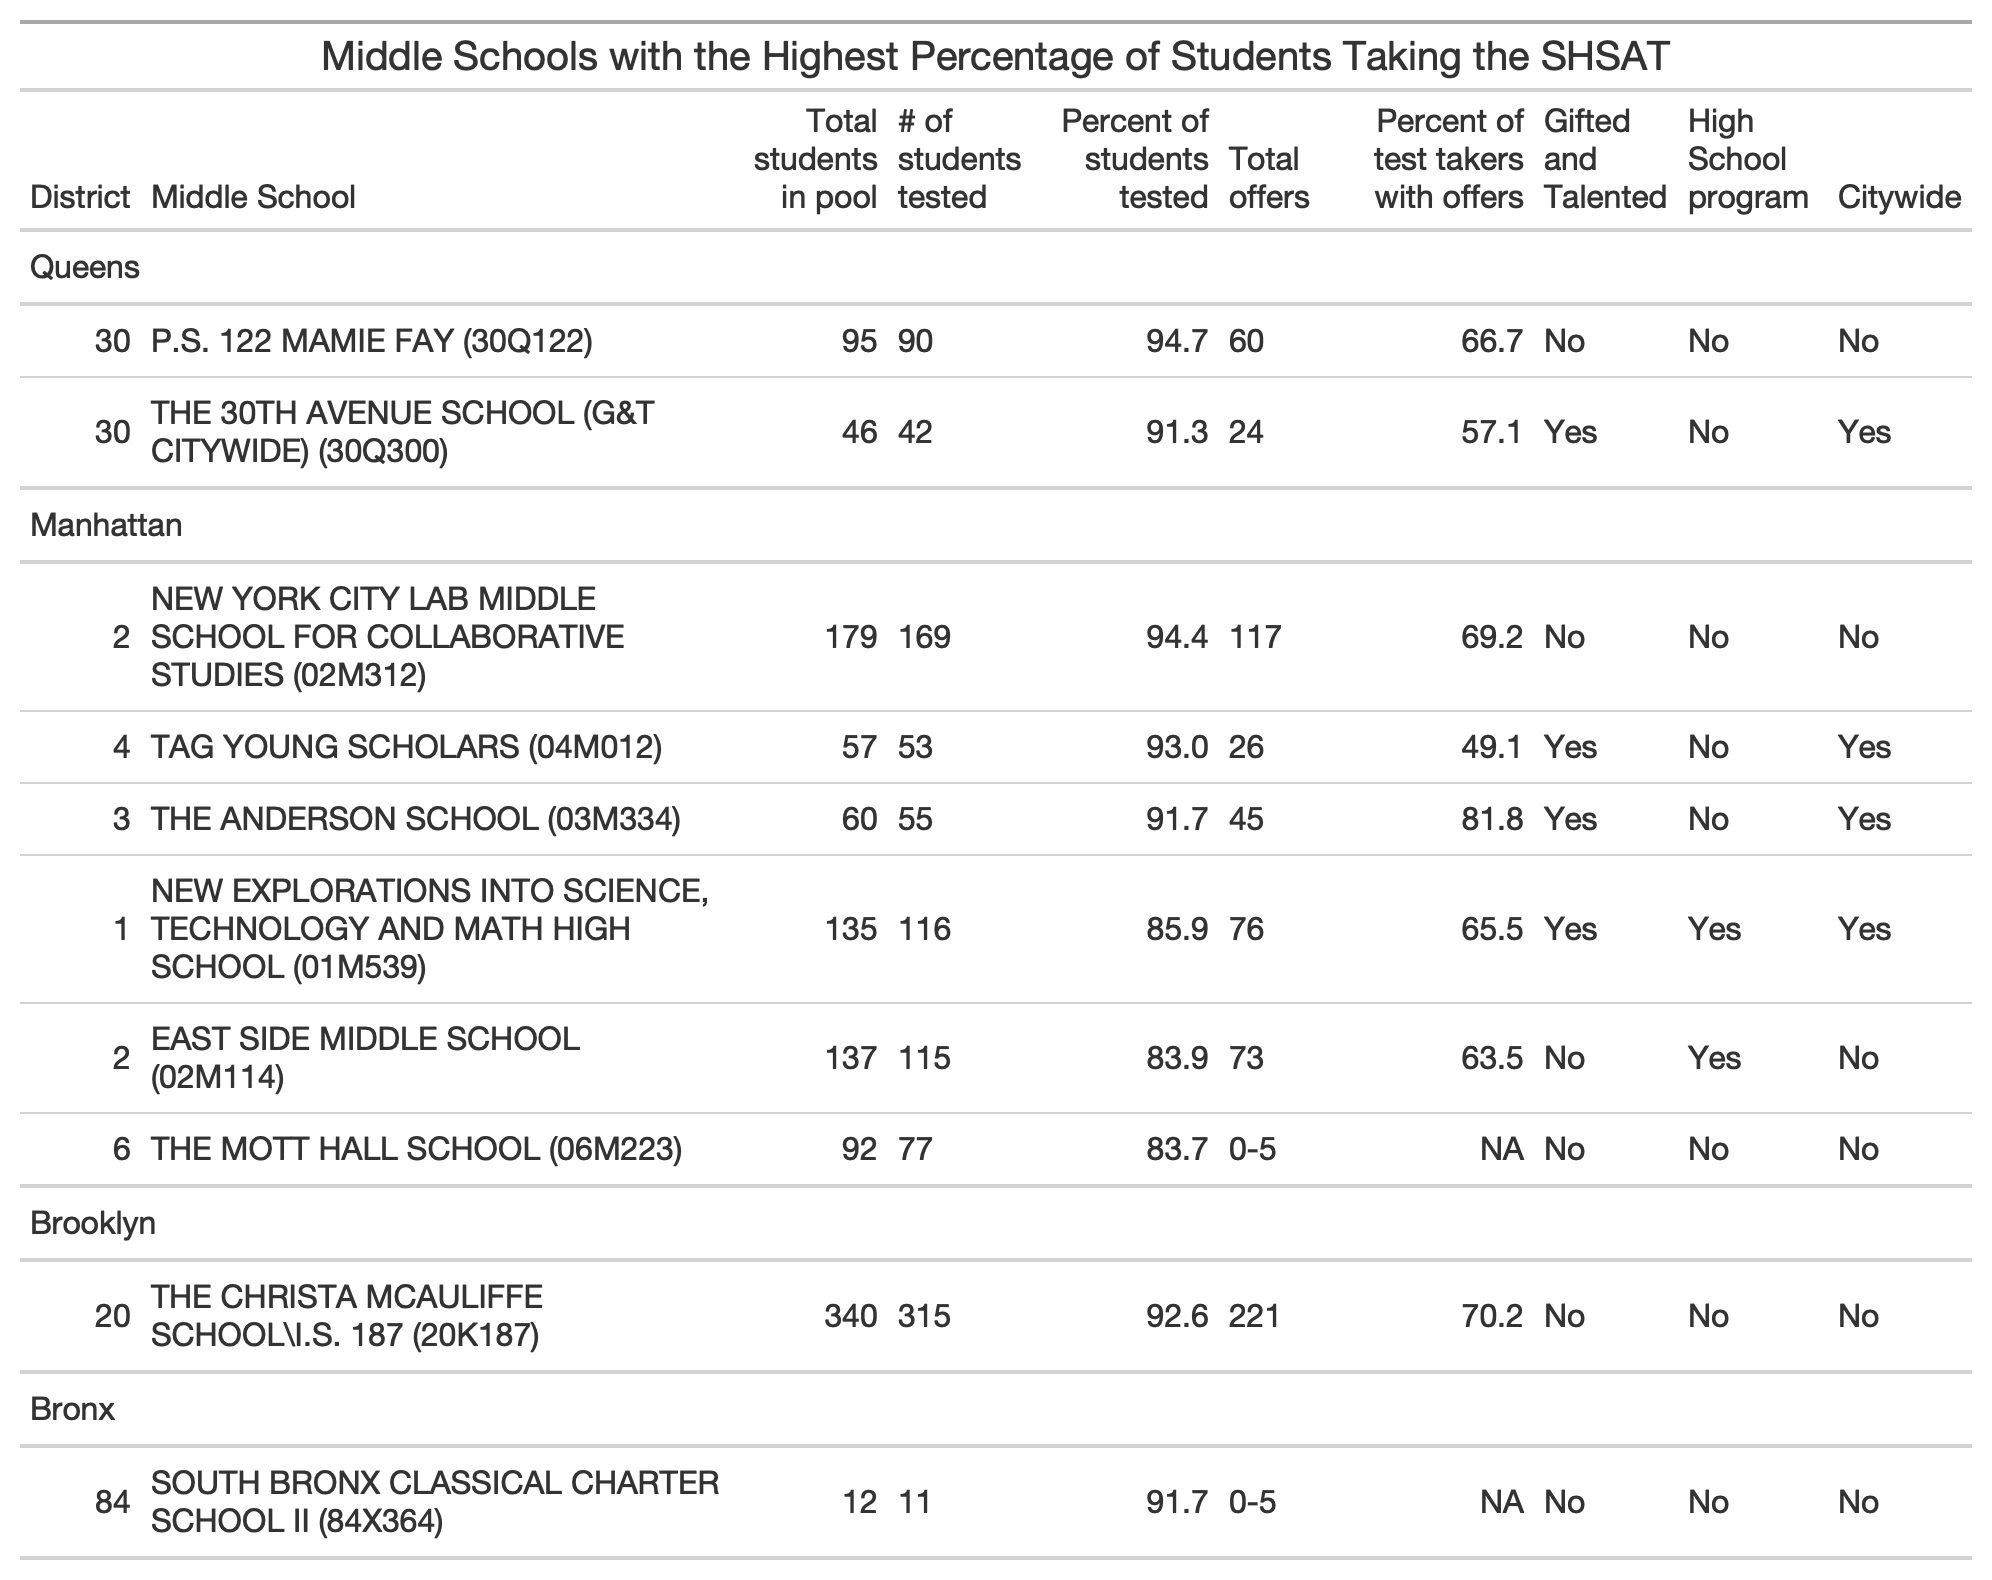 Middle Schools with the Highest Percentage of Students Taking the SHSAT
District Middle School Total students in pool # of students tested Percent of students tested Total offers Percent of test takers with offers Gifted and Talented High School program Citywide
Queens
30 P.S. 122 MAMIE FAY (30Q122) 95 90 94.7 60 66.7 No No No
30 THE 30TH AVENUE SCHOOL (G&T CITYWIDE) (30Q300) 46 42 91.3 24 57.1 Yes No Yes
Manhattan
2 NEW YORK CITY LAB MIDDLE SCHOOL FOR COLLABORATIVE STUDIES (02M312) 179 169 94.4 117 69.2 No No No
4 TAG YOUNG SCHOLARS (04M012) 57 53 93.0 26 49.1 Yes No Yes
3 THE ANDERSON SCHOOL (03M334) 60 55 91.7 45 81.8 Yes No Yes
1 NEW EXPLORATIONS INTO SCIENCE, TECHNOLOGY AND MATH HIGH SCHOOL (01M539) 135 116 85.9 76 65.5 Yes Yes Yes
2 EAST SIDE MIDDLE SCHOOL (02M114) 137 115 83.9 73 63.5 No Yes No
6 THE MOTT HALL SCHOOL (06M223) 92 77 83.7 0-5 NA No No No
Brooklyn
20 THE CHRISTA MCAULIFFE SCHOOL\I.S. 187 (20K187) 340 315 92.6 221 70.2 No No No
Bronx
84 SOUTH BRONX CLASSICAL CHARTER SCHOOL II (84X364) 12 11 91.7 0-5 NA No No No